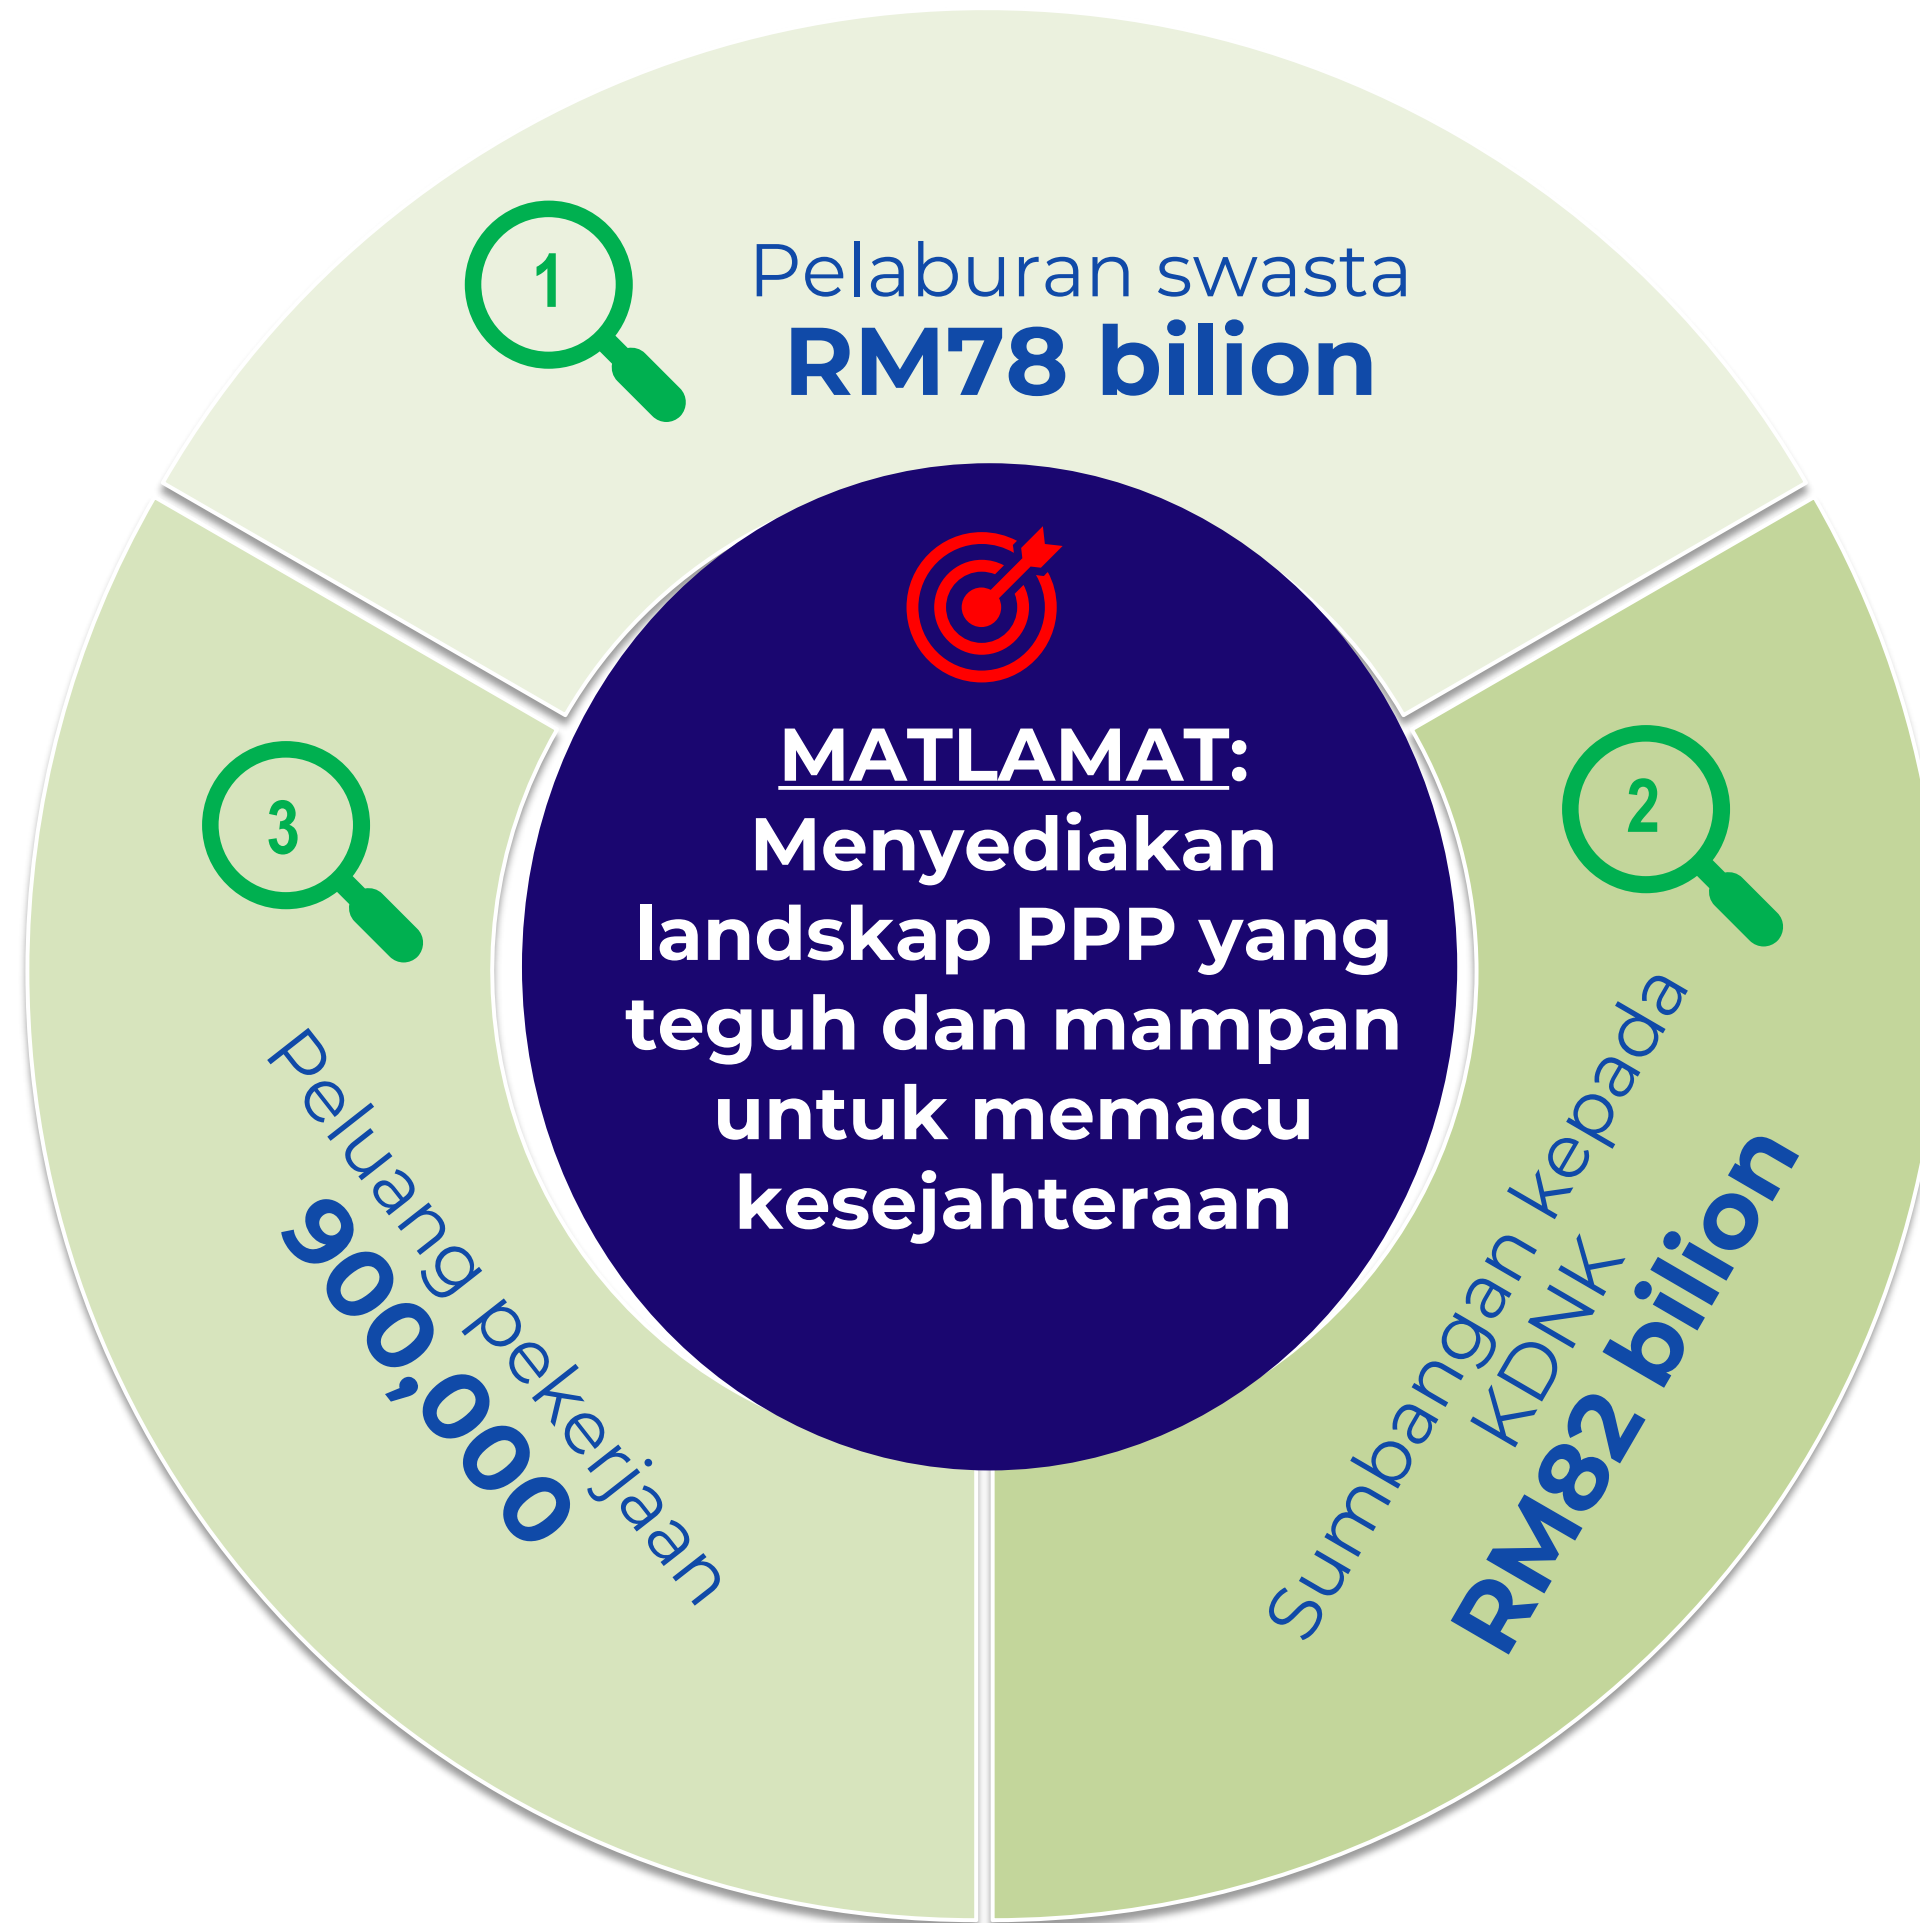 1
Pelaburan swasta
RM78 bilion
2
Sumbangan kepada
KDNK
RM82 bilion
3
Peluang pekerjaan
900,000
MATLAMAT:
Menyediakan
landskap PPP yang
teguh dan mampan
untuk memacu
kesejahteraan